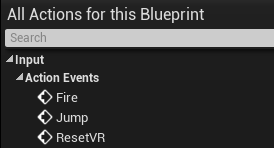 All Actions for this Blueprint
Search
Input
Action Events
Fire
Jump
ResetVR